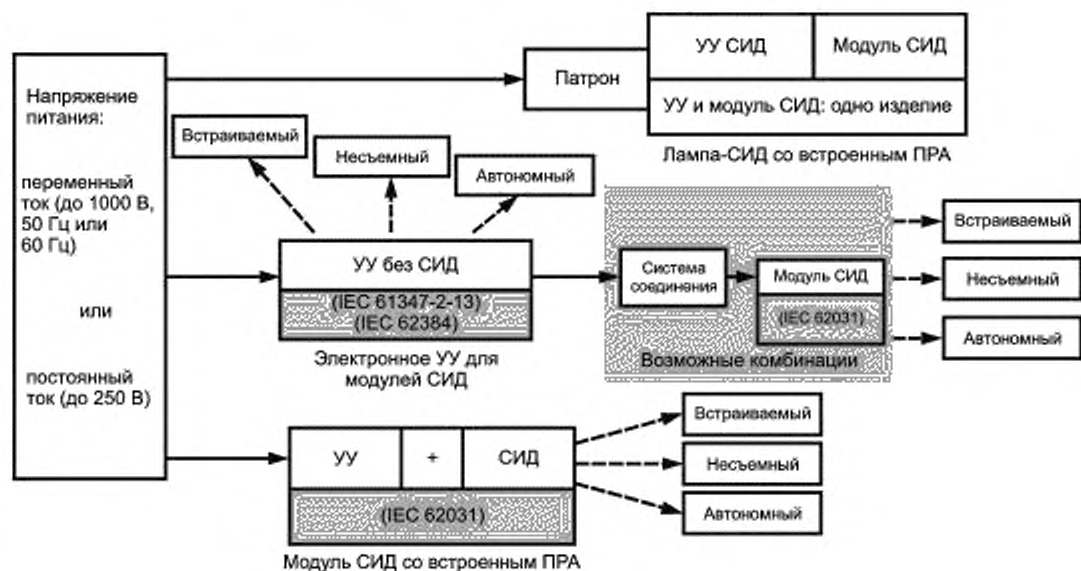 Напряжение
питания:
переменный
ток (до 1000 В,
50 Гц или
60 Гц)
или
постоянный
ток (до 250 В)
Патрон
УУ СИД
Модуль СИД
УУ и модуль СИД: одно изделие
Лампа-СИД со встроенным ПРА
Встраиваемый
Несъемный
Автономный
УУ без СИД
(IEC 61347-2-13)
(IEC 62384)
Электронное УУ для
модулей СИД
Система
соединения
Модуль СИД
(IEC 62031)
Возможные комбинации
Встраиваемый
Несъемный
Автономный
УУ
+
СИД
(IEC 62031)
Модуль СИД со встроенным ПРА
Встраиваемый
Несъемный
Автономный